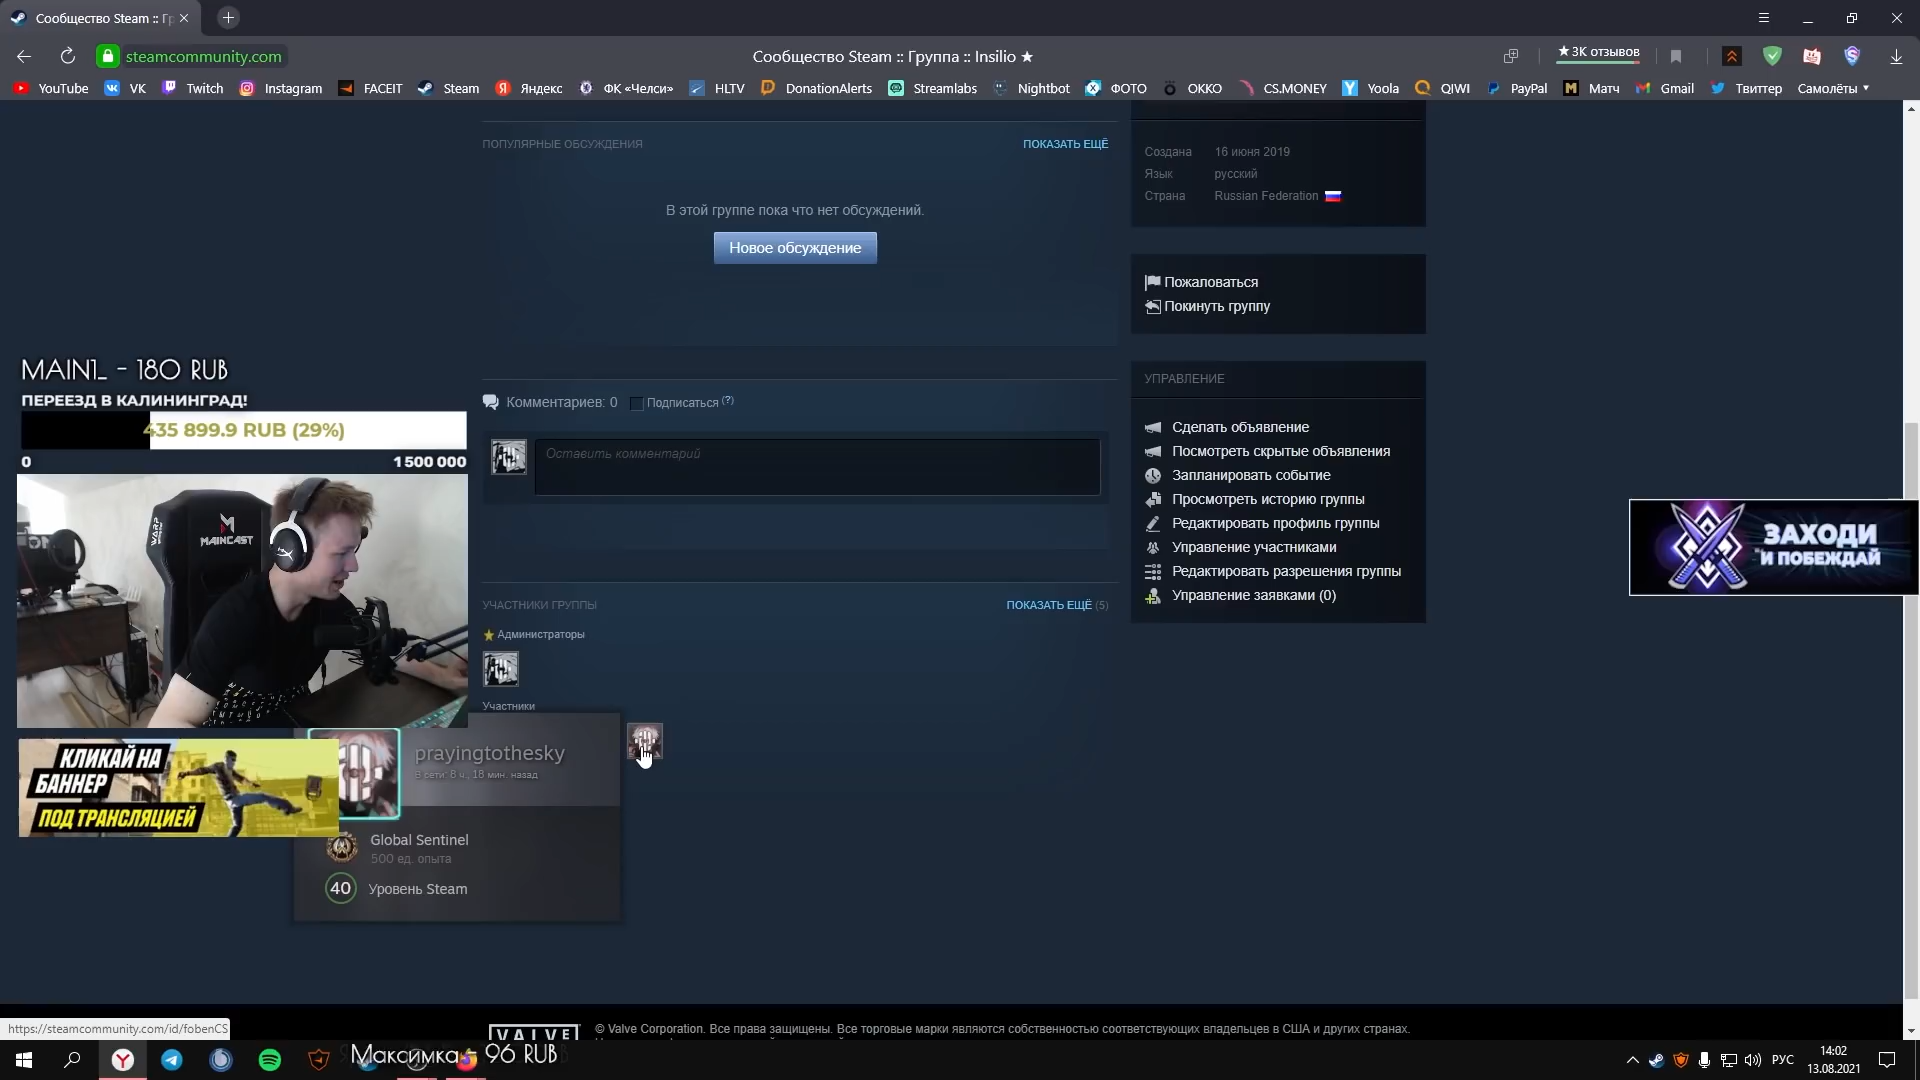 Сообщество Steam :: Гр
steamcommunity.com
Сообщество Steam :: Группа :: Insilio ★
★ 3K отзывов
YouTube
VK
Twitch
Instagram
FACEIT
Steam
Яндекс
ФК «Челси»
HLTV
DonationAlerts
Streamlabs
Nightbot
ФОТО
OKKO
CS.MONEY
Yoola
QIWI
PayPal
Матч
Gmail
Твиттер
Самолёты
ПОПУЛЯРНЫЕ ОБСУЖДЕНИЯ
ПОКАЗАТЬ ЕЩЁ
В этой группе пока что нет обсуждений.
Новое обсуждение
Создана 16 июня 2019
Язык русский
Страна Russian Federation
Пожаловаться
Покинуть группу
УПРАВЛЕНИЕ
Сделать объявление
Посмотреть скрытые объявления
Запланировать событие
Просмотреть историю группы
Редактировать профиль группы
Управление участниками
Редактировать разрешения группы
Управление заявками (0)
Комментариев: 0
Подписаться (?)
Оставить комментарий
УЧАСТНИКИ ГРУППЫ
ПОКАЗАТЬ ЕЩЁ (5)
Администраторы
Участники
prayingtothesky
В сети: 8 ч., 18 мин. назад
Global Sentinel
500 ед. опыта
40 Уровень Steam
MAIN1_ - 180 RUB
ПЕРЕЕЗД В КАЛИНИНГРАД!
435 899.9 RUB (29%)
0
1 500 000
WARP
MAINCAST
КЛИКАЙ НА
БАННЕР
ПОД ТРАНСЛЯЦИЕЙ
ЗАХОДИ
И ПОБЕЖДАЙ
https://steamcommunity.com/id/fobenCS
VALVE
© Valve Corporation. Все права защищены. Все торговые марки являются собственностью соответствующих владельцев в США и других странах.
Максимка - 96 RUB
РУС
14:02
13.08.2021